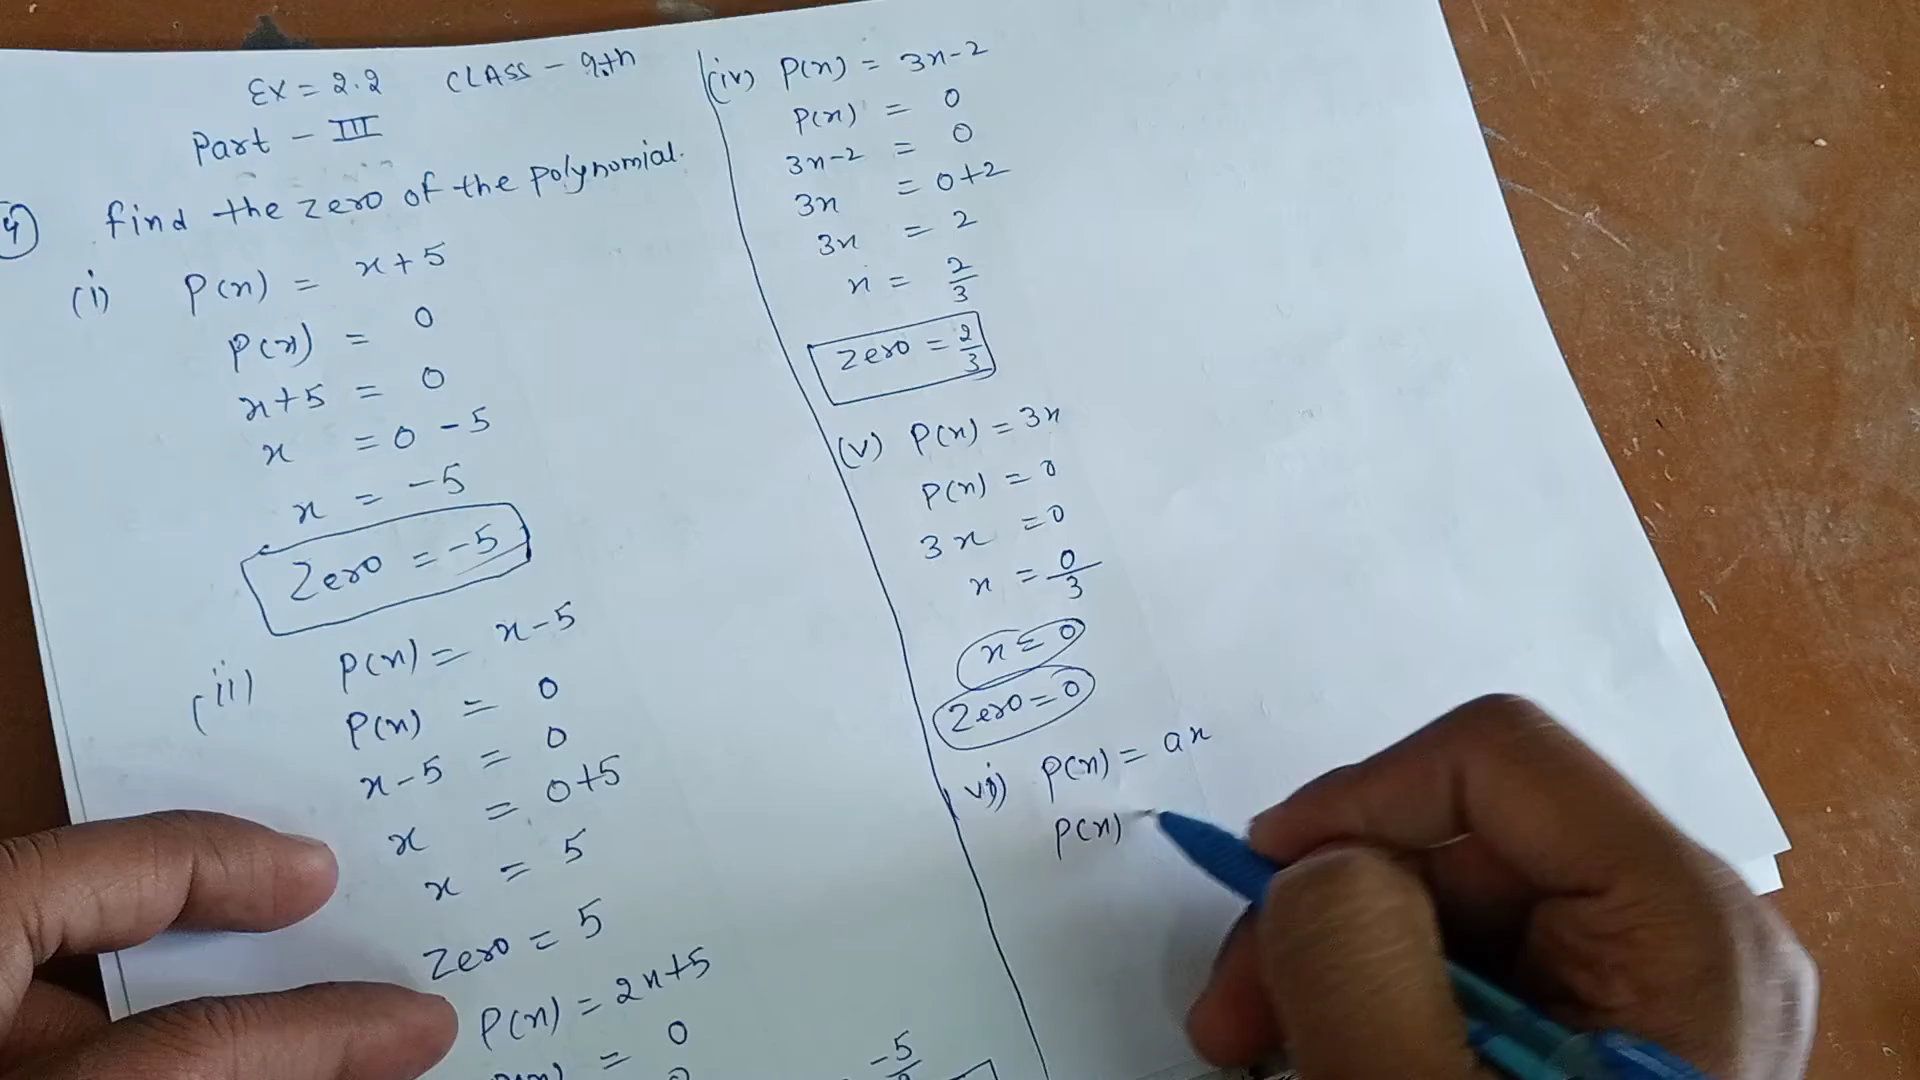 Ex = 2.2 CLASS - 9th
Part - III
4 find the zero of the polynomial.
(i) P(x) = x+5
P(x) = 0
x+5 = 0
x = 0 - 5
x = -5
Zero = -5
(ii) P(x) = x-5
P(x) = 0
x-5 = 0
x = 0+5
x = 5
Zero = 5
P(x) = 2x+5
= 0
-5
(iv) P(x) = 3x-2
P(x) = 0
3x-2 = 0
3x = 0+2
3x = 2
x = 2/3
Zero = 2/3
(v) P(x) = 3x
P(x) = 0
3x = 0
x = 0/3
x = 0
Zero = 0
vi) P(x) = ax
P(x)